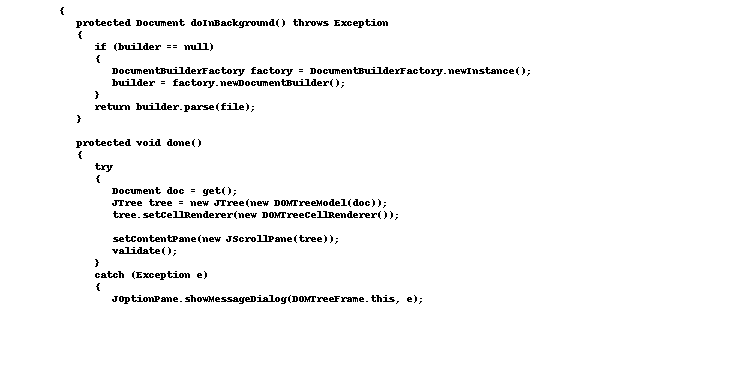 {
protected Document doInBackground() throws Exception
{
if (builder == null)
{
DocumentBuilderFactory factory = DocumentBuilderFactory.newInstance();
builder = factory.newDocumentBuilder();
}
return builder.parse(file);
}
protected void done()
{
try
{
Document doc = get();
JTree tree = new JTree(new DOMTreeModel(doc));
tree.setCellRenderer(new DOMTreeCellRenderer());
setContentPane(new JScrollPane(tree));
validate();
}
catch (Exception e)
{
JOptionPane.showMessageDialog(DOMTreeFrame.this, e);